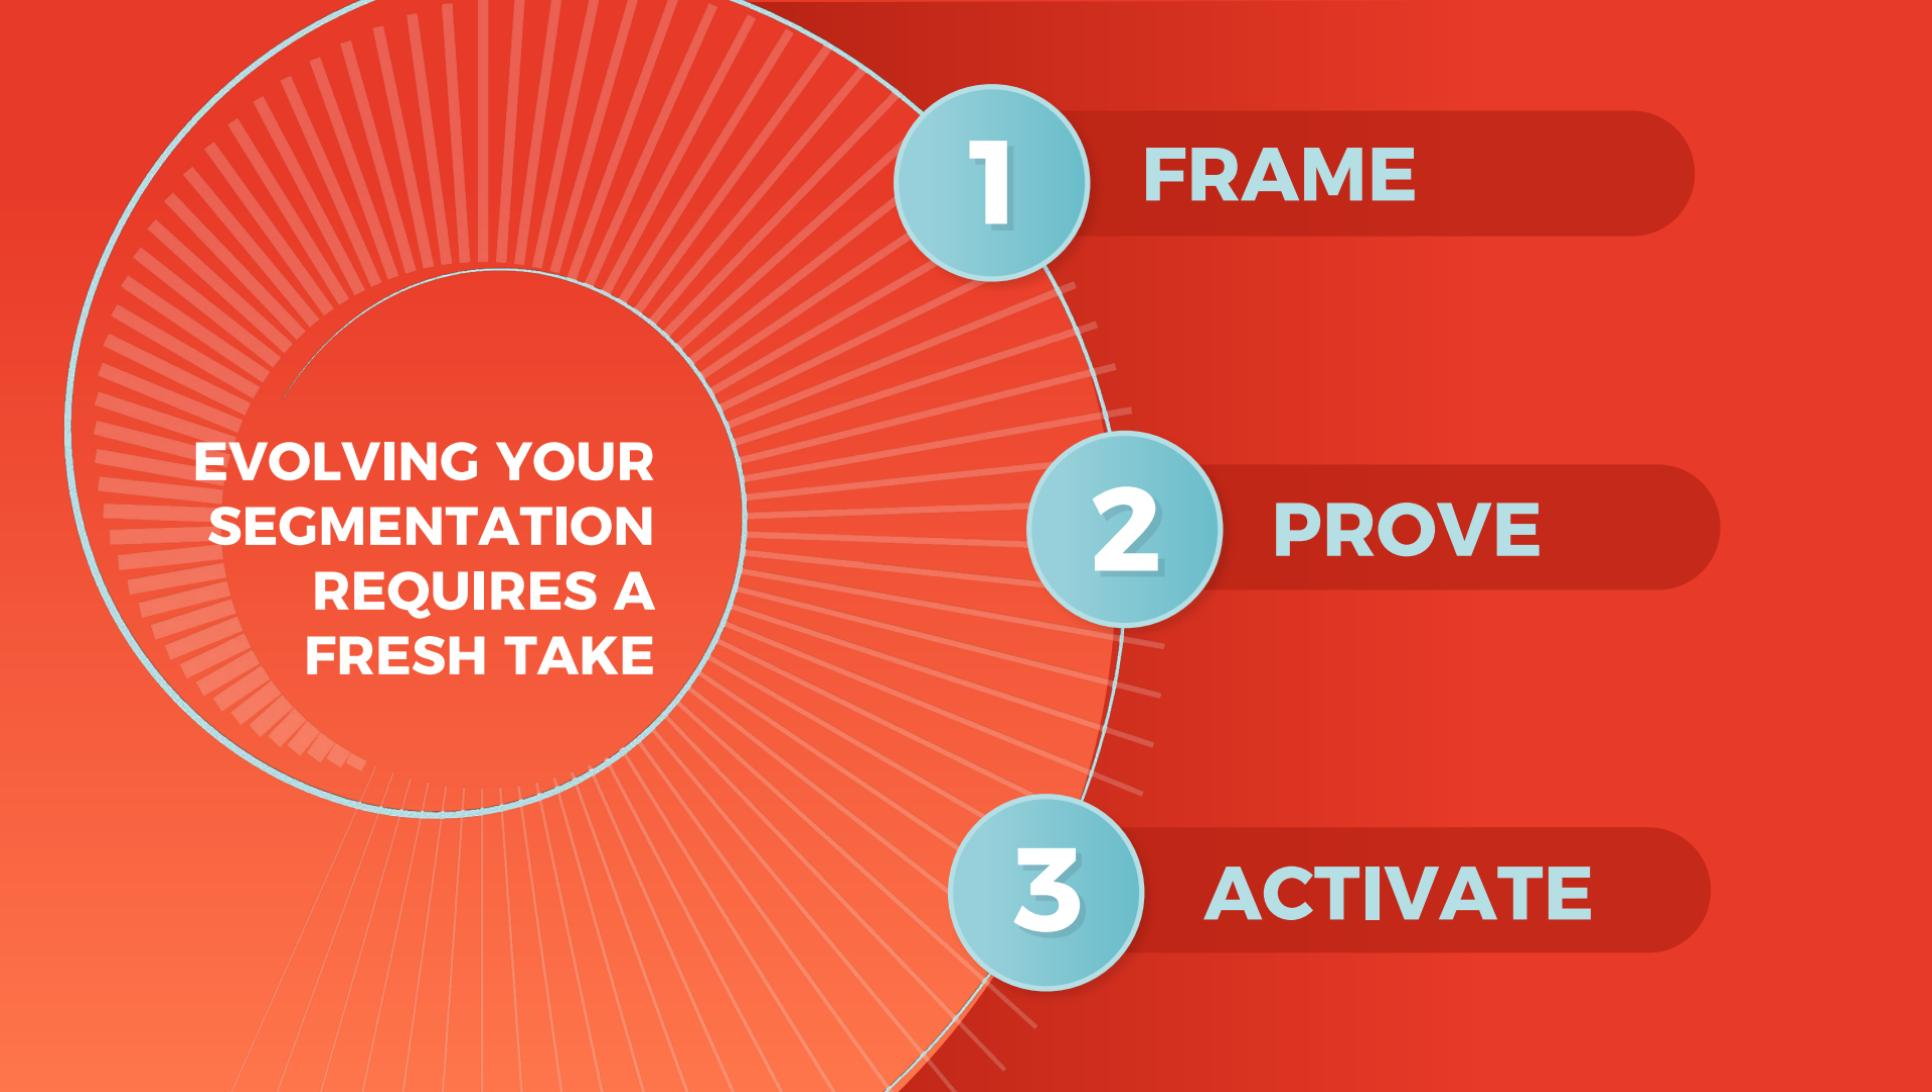 EVOLVING YOUR
SEGMENTATION
REQUIRES A
FRESH TAKE
1 FRAME
2 PROVE
3 ACTIVATE